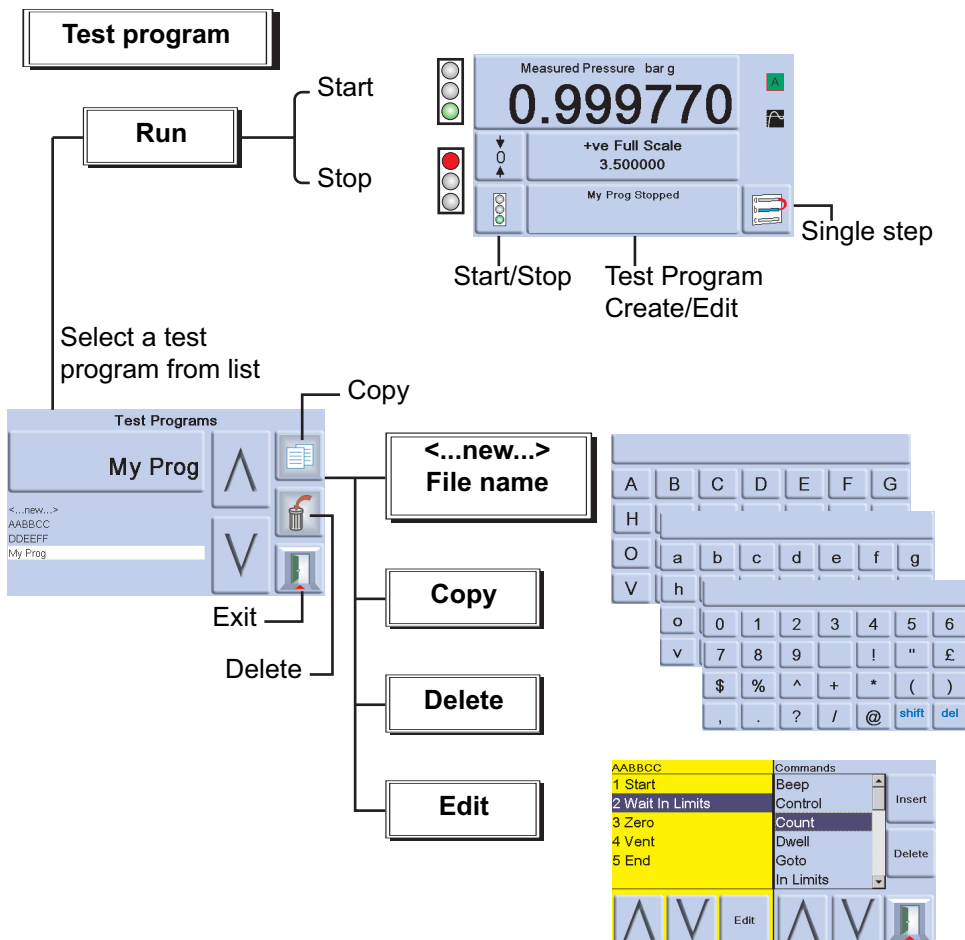 Test program
Run
Start
Stop
Measured Pressure bar g
0.999770
A
0
+ve Full Scale
3.500000
My Prog Stopped
Single step
Start/Stop
Test Program
Create/Edit
Select a test
program from list
Copy
Test Programs
My Prog
<...new...>
AABBCC
DDEEFF
My Prog
Exit
Delete
<...new...>
File name
Copy
Delete
Edit
A B C D E F G
H
O
V
a b c d e f g
h
o
v
0 1 2 3 4 5 6
7 8 9 ! " £
$ % ^ + * ( )
, . ? / @ shift del
AABBCC
1 Start
2 Wait In Limits
3 Zero
4 Vent
5 End
Edit
Commands
Beep
Control
Count
Dwell
Goto
In Limits
Insert
Delete